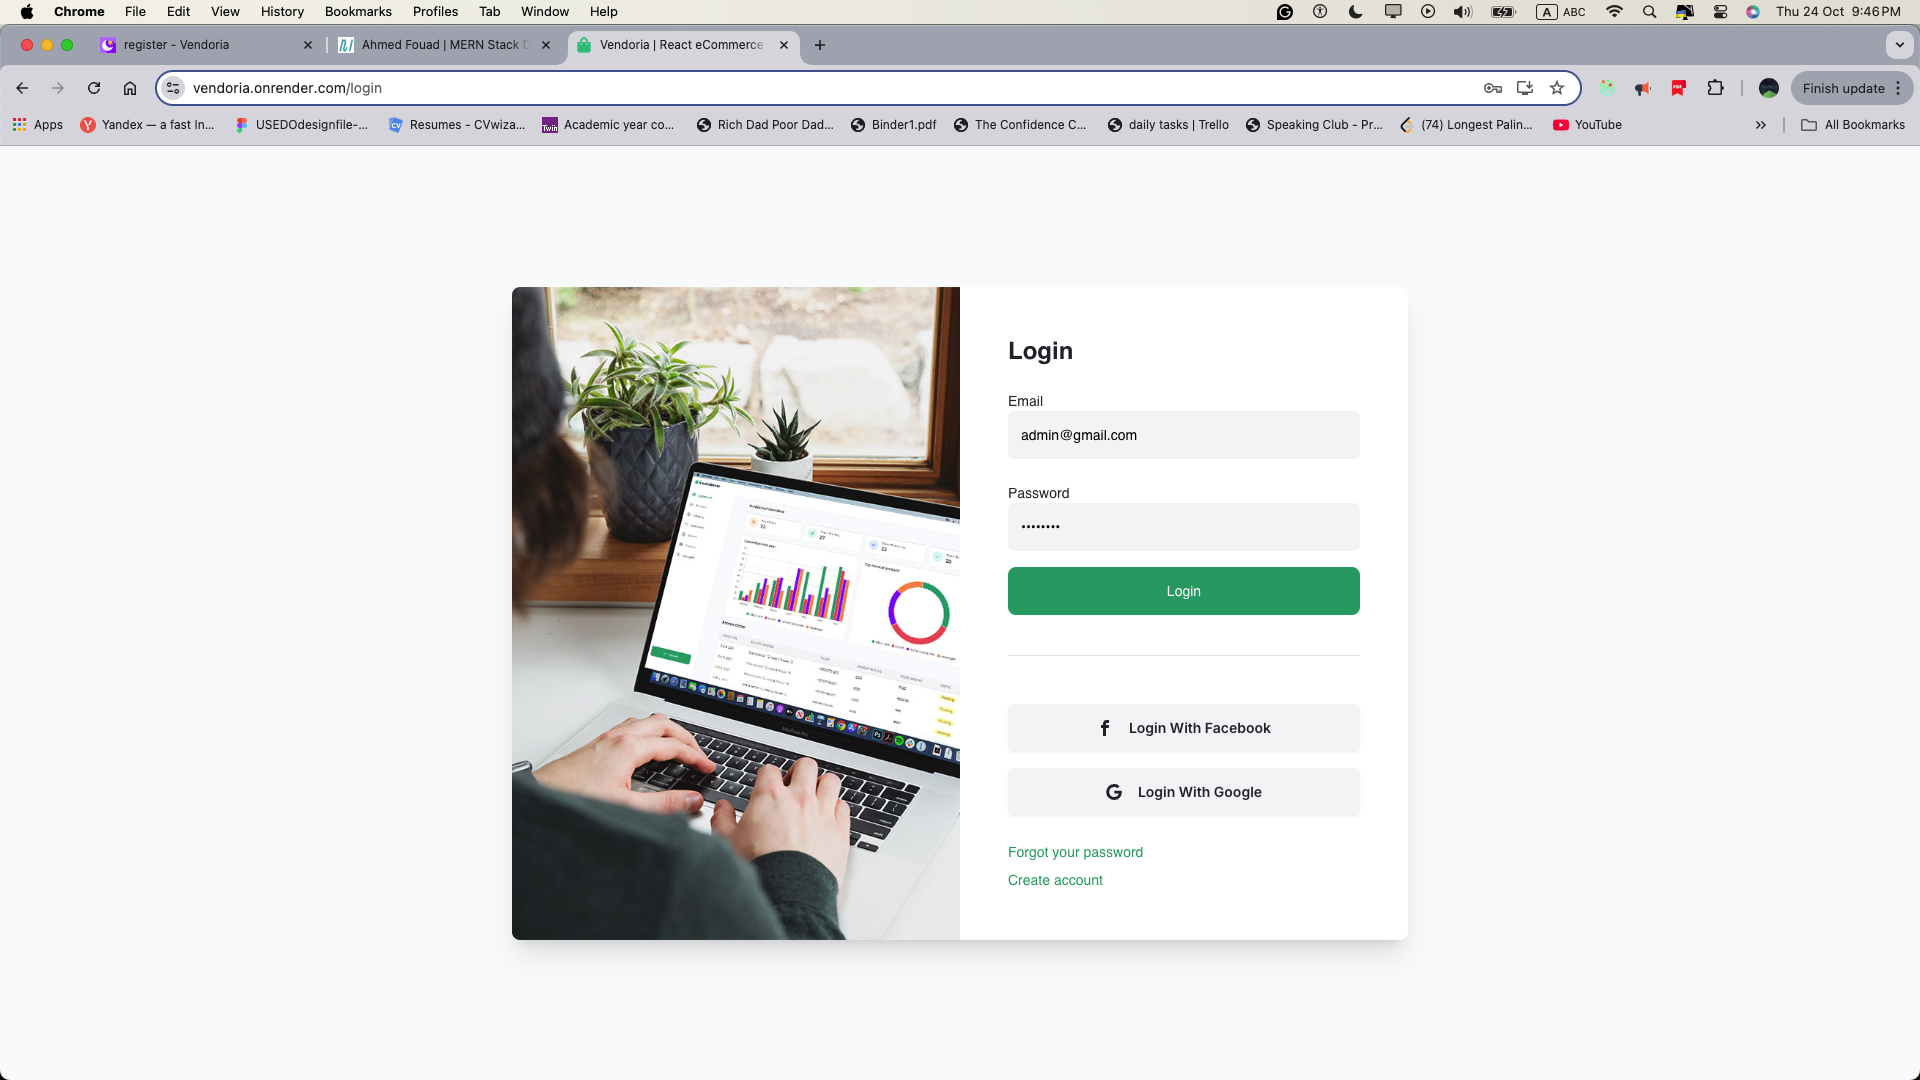 Chrome File Edit View History Bookmarks Profiles Tab Window Help A ABC Thu 24 Oct 9:46 PM
register - Vendoria Ahmed Fouad | MERN Stack D Vendoria | React eCommerce
vendoria.onrender.com/login Finish update
Apps Yandex — a fast In... USEDOdesignfile-... Resumes - CVwiza... Academic year co... Rich Dad Poor Dad... Binder1.pdf The Confidence C... daily tasks | Trello Speaking Club - Pr... (74) Longest Palin... YouTube All Bookmarks
Login
Email
admin@gmail.com
Password
••••••••
Login
Login With Facebook
Login With Google
Forgot your password
Create account